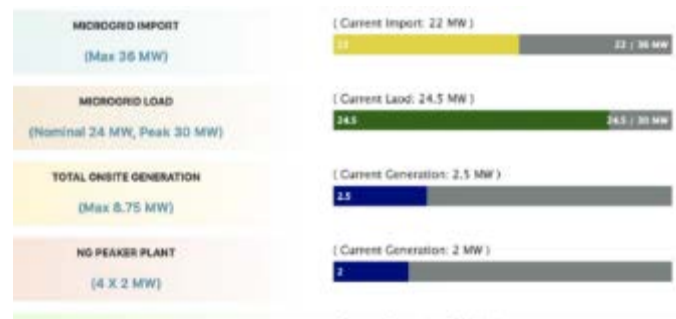 MICROGRID IMPORT
(Max 36 MW)
( Current Import: 22 MW )
22 22 / 36 MW
MICROGRID LOAD
(Nominal 24 MW, Peak 30 MW)
( Current Laod: 24.5 MW )
24.5 24.5 / 30 MW
TOTAL ONSITE GENERATION
(Max 8.75 MW)
( Current Generation: 2.5 MW )
2.5
NG PEAKER PLANT
(4 X 2 MW)
( Current Generation: 2 MW )
2